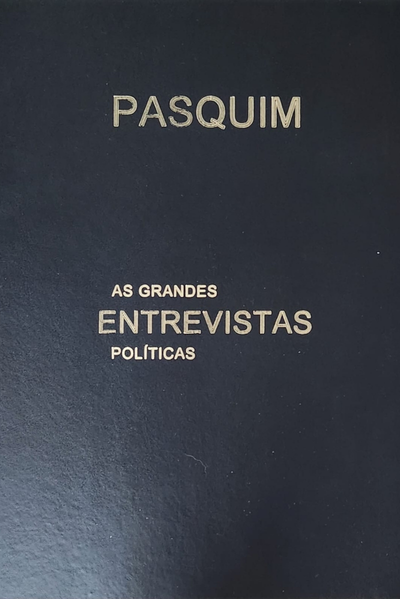 PASQUIM
AS GRANDES
ENTREVISTAS
POLÍTICAS